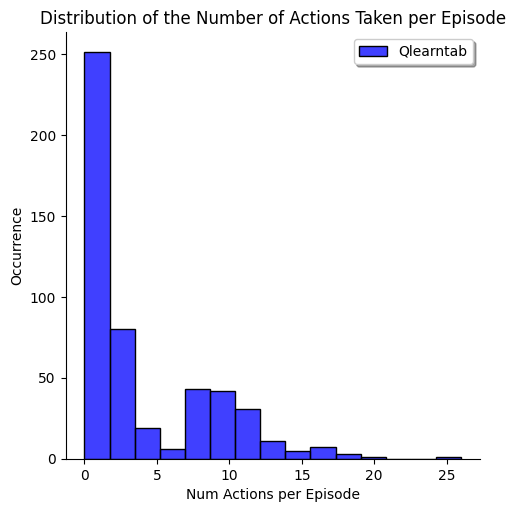 Distribution of the Number of Actions Taken per Episode
Qlearntab
250
200
150
100
50
0
Occurrence
0 5 10 15 20 25
Num Actions per Episode